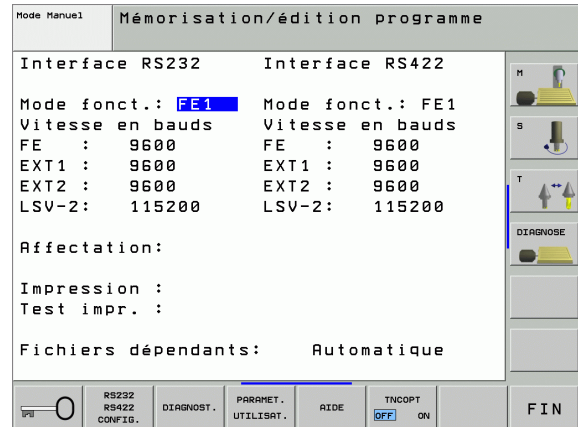 Mode Manuel
Mémorisation/édition programme
Interface RS232 Interface RS422
Mode fonct.: FE1 Mode fonct.: FE1
Vitesse en bauds Vitesse en bauds
FE : 9600 FE : 9600
EXT1 : 9600 EXT1 : 9600
EXT2 : 9600 EXT2 : 9600
LSV-2: 115200 LSV-2: 115200
Affectation:
Impression :
Test impr. :
Fichiers dépendants: Automatique
M
S
T
DIAGNOSE
RS232
RS422
CONFIG.
DIAGNOST.
PARAMET.
UTILISAT.
AIDE
TNCOPT
OFF ON
FIN